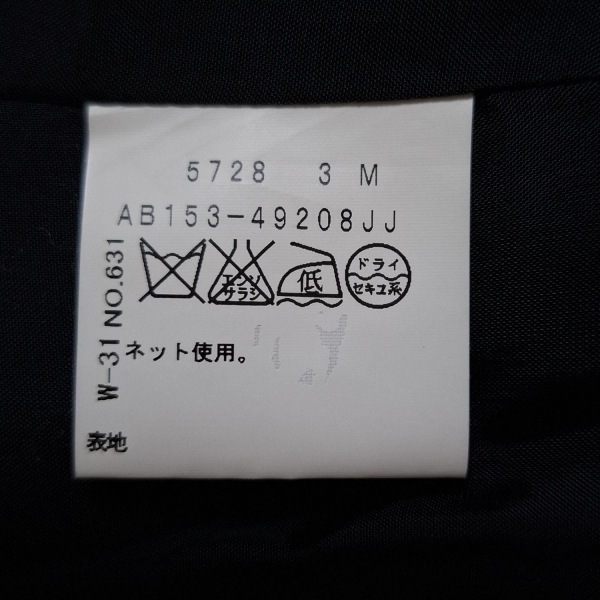 5728 3 M
AB153-49208JJ
エンソ
サラシ
低
ドライ
セキユ系
ネット使用。
W-31 NO.631
表地